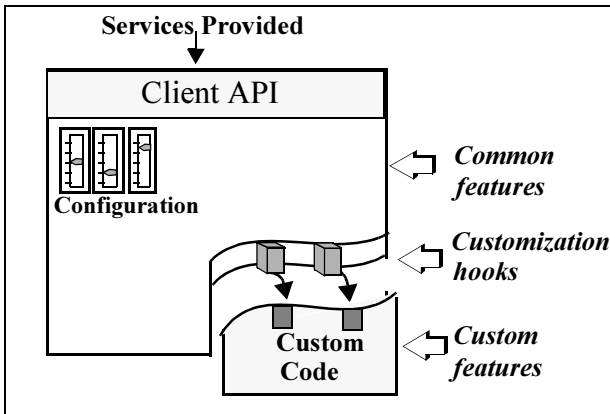 Services Provided
Client API
Configuration
Common
features
Customization
hooks
Custom
Code
Custom
features